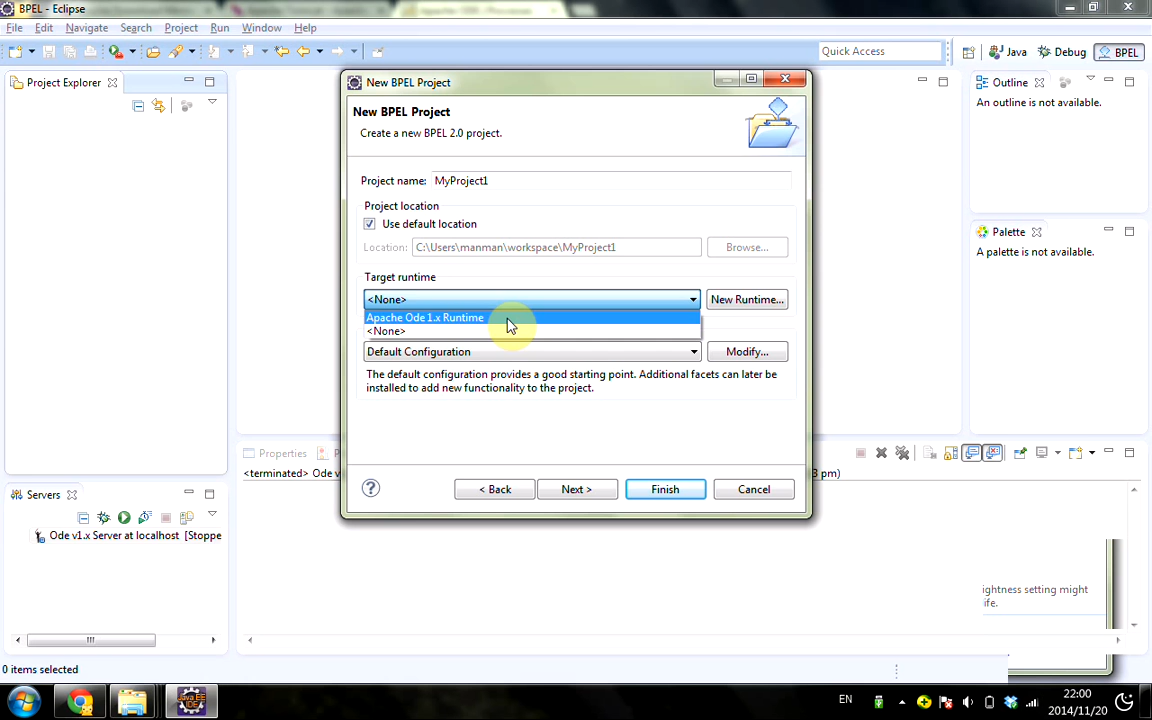 BPEL - Eclipse
File Edit Navigate Search Project Run Window Help
Quick Access
Java
Debug
BPEL
Project Explorer
New BPEL Project
Outline
An outline is not available.
New BPEL Project
Create a new BPEL 2.0 project.
Project name: MyProject1
Project location
Use default location
Location: C:\Users\manman\workspace\MyProject1 Browse...
Palette
A palette is not available.
Target runtime
<None> New Runtime...
Apache Ode 1.x Runtime
<None>
Default Configuration Modify...
The default configuration provides a good starting point. Additional facets can later be
installed to add new functionality to the project.
Properties
<terminated> Ode v
3 pm)
< Back Next > Finish Cancel
Servers
Ode v1.x Server at localhost [Stoppe
ightness setting might
ife.
0 items selected
Java EE
IDE
EN
22:00
2014/11/20